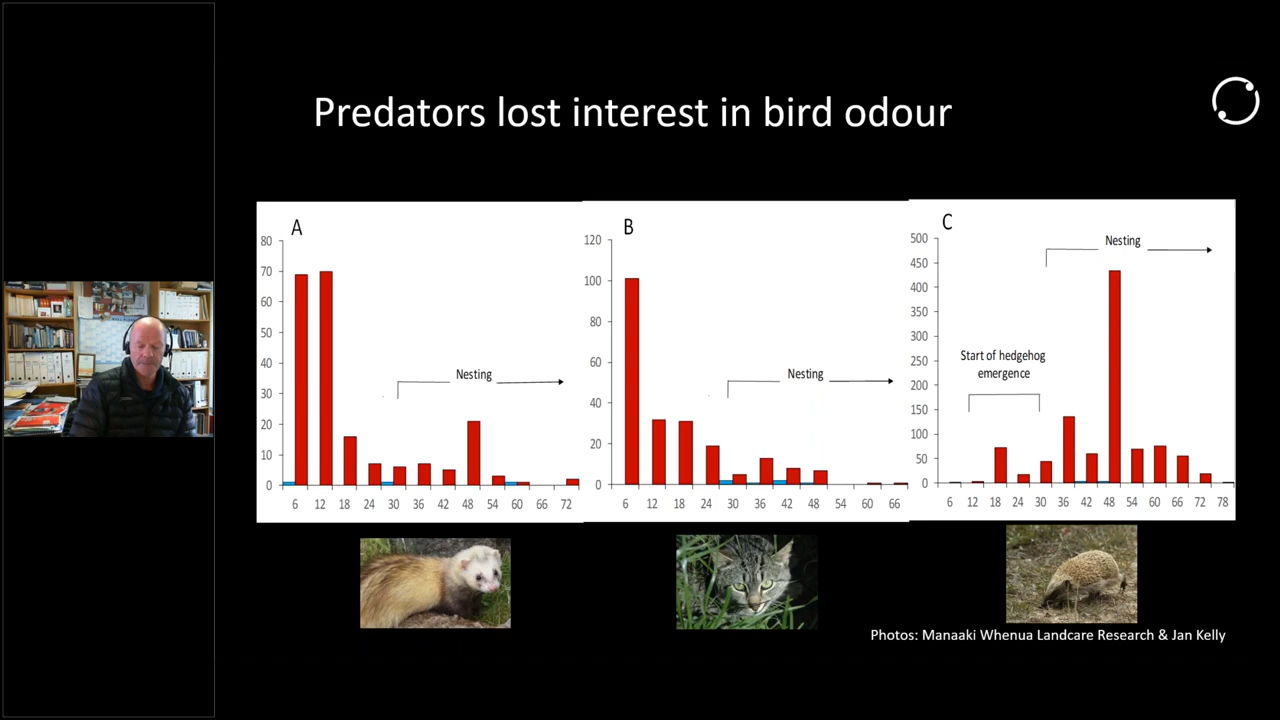 Predators lost interest in bird odour
A
80
70
60
50
40
30
20
10
0
Nesting
6 12 18 24 30 36 42 48 54 60 66 72
B
120
100
80
60
40
20
0
Nesting
6 12 18 24 30 36 42 48 54 60 66
C
500
450
400
350
300
250
200
150
100
50
0
Nesting
Start of hedgehog
emergence
6 12 18 24 30 36 42 48 54 60 66 72 78
Photos: Manaaki Whenua Landcare Research & Jan Kelly